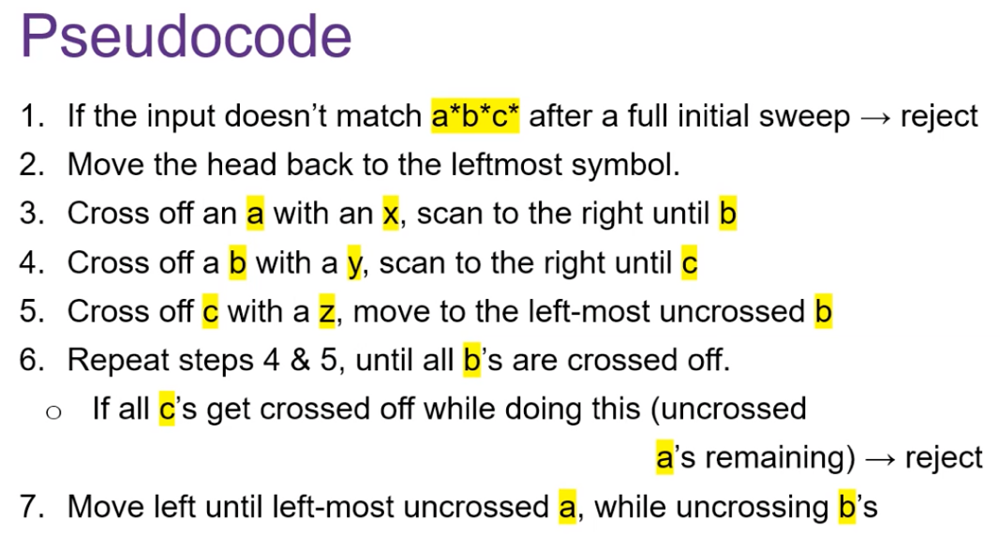 Pseudocode
1. If the input doesn't match a*b*c* after a full initial sweep → reject
2. Move the head back to the leftmost symbol.
3. Cross off an a with an x, scan to the right until b
4. Cross off a b with a y, scan to the right until c
5. Cross off c with a z, move to the left-most uncrossed b
6. Repeat steps 4 & 5, until all b's are crossed off.
○ If all c's get crossed off while doing this (uncrossed
a's remaining) → reject
7. Move left until left-most uncrossed a, while uncrossing b's